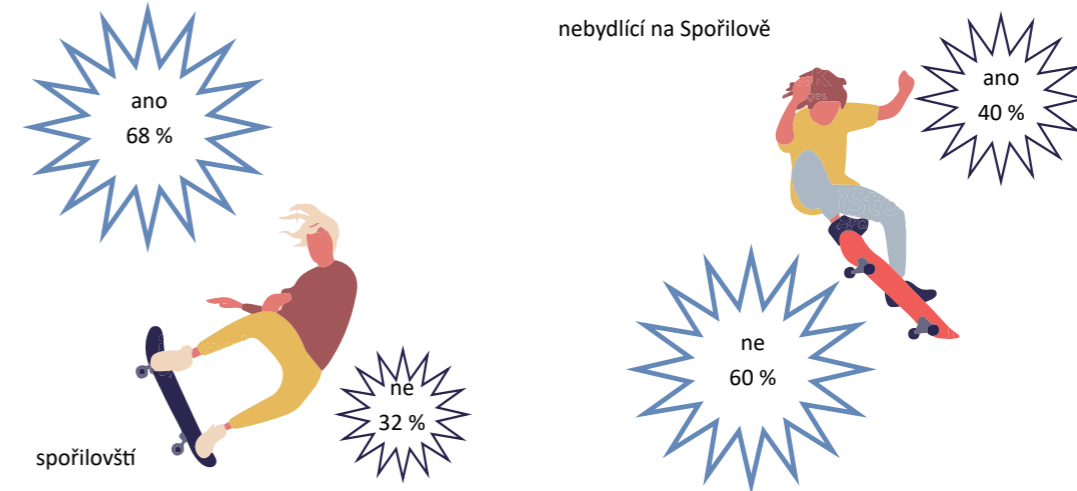 nebydlící na Spořilově
ano
68 %
ano
40 %
ne
32 %
spořilovští
ne
60 %